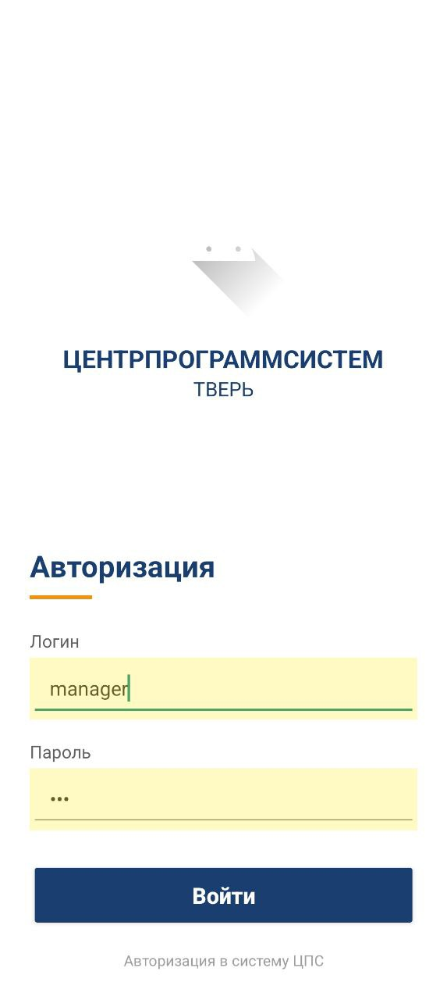 ЦЕНТРПРОГРАММСИСТЕМ
ТВЕРЬ
Авторизация
Логин
manager
Пароль
•••
Войти
Авторизация в систему ЦПС